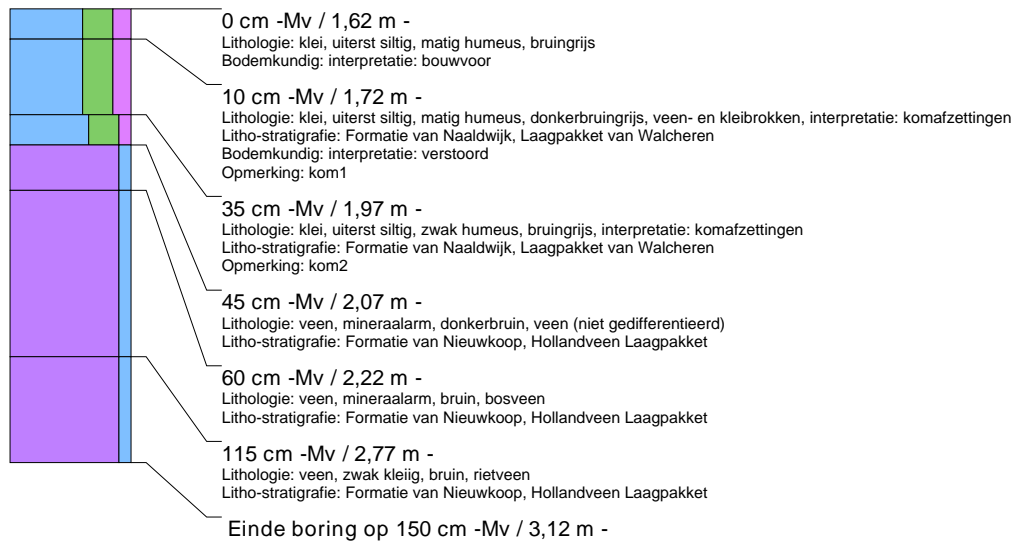 0 cm -Mv / 1,62 m -
Lithologie: klei, uiterst siltig, matig humeus, bruingrijs
Bodemkundig: interpretatie: bouwvoor
10 cm -Mv / 1,72 m -
Lithologie: klei, uiterst siltig, matig humeus, donkerbruingrijs, veen- en kleibrokken, interpretatie: komafzettingen
Litho-stratigrafie: Formatie van Naaldwijk, Laagpakket van Walcheren
Bodemkundig: interpretatie: verstoord
Opmerking: kom1
35 cm -Mv / 1,97 m -
Lithologie: klei, uiterst siltig, zwak humeus, bruingrijs, interpretatie: komafzettingen
Litho-stratigrafie: Formatie van Naaldwijk, Laagpakket van Walcheren
Opmerking: kom2
45 cm -Mv / 2,07 m -
Lithologie: veen, mineraalarm, donkerbruin, veen (niet gedifferentieerd)
Litho-stratigrafie: Formatie van Nieuwkoop, Hollandveen Laagpakket
60 cm -Mv / 2,22 m -
Lithologie: veen, mineraalarm, bruin, bosveen
Litho-stratigrafie: Formatie van Nieuwkoop, Hollandveen Laagpakket
115 cm -Mv / 2,77 m -
Lithologie: veen, zwak kleiig, bruin, rietveen
Litho-stratigrafie: Formatie van Nieuwkoop, Hollandveen Laagpakket
Einde boring op 150 cm -Mv / 3,12 m -